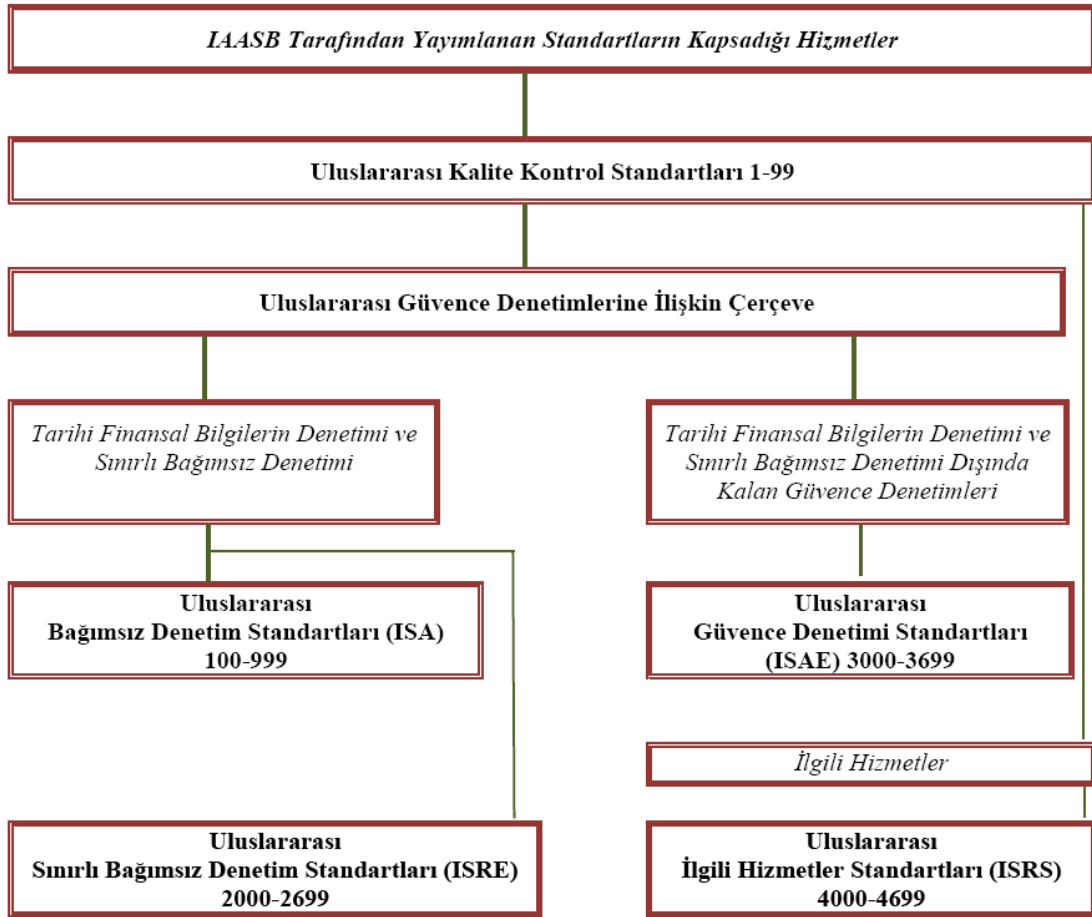 IAASB Tarafından Yayımlanan Standartların Kapsadığı Hizmetler
Uluslararası Kalite Kontrol Standartları 1-99
Uluslararası Güvence Denetimlerine İlişkin Çerçeve
Tarihi Finansal Bilgilerin Denetimi ve
Sınırlı Bağımsız Denetimi
Tarihi Finansal Bilgilerin Denetimi ve
Sınırlı Bağımsız Denetimi Dışında
Kalan Güvence Denetimleri
Uluslararası
Bağımsız Denetim Standartları (ISA)
100-999
Uluslararası
Güvence Denetimi Standartları
(ISAE) 3000-3699
İlgili Hizmetler
Uluslararası
Sınırlı Bağımsız Denetim Standartları (ISRE)
2000-2699
Uluslararası
İlgili Hizmetler Standartları (ISRS)
4000-4699